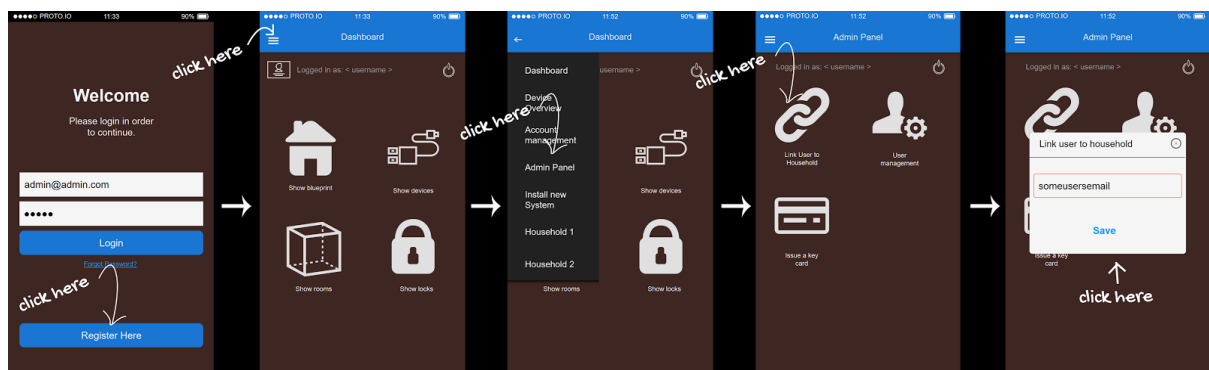 PROTO.IO 11:33 90%
Welcome
Please login in order
to continue.
admin@admin.com
Login
Forgot Password?
click here
Register Here
PROTO.IO 11:33 90%
Dashboard
click here
Logged in as: < username >
Show blueprint
Show devices
Show rooms
Show locks
PROTO.IO 11:52 90%
Dashboard
username >
Dashboard
Device
Overview
click here
Account
management
Admin Panel
Install new
System
Household 1
Household 2
Show devices
Show rooms
Show locks
PROTO.IO 11:52 90%
Admin Panel
click here
Logged in as: < username >
Link User to
Household
User
management
Issue a key
card
PROTO.IO 11:52 90%
Admin Panel
Logged in as: < username >
Link user to household
someusersemail
Save
Issue a key
card
click here